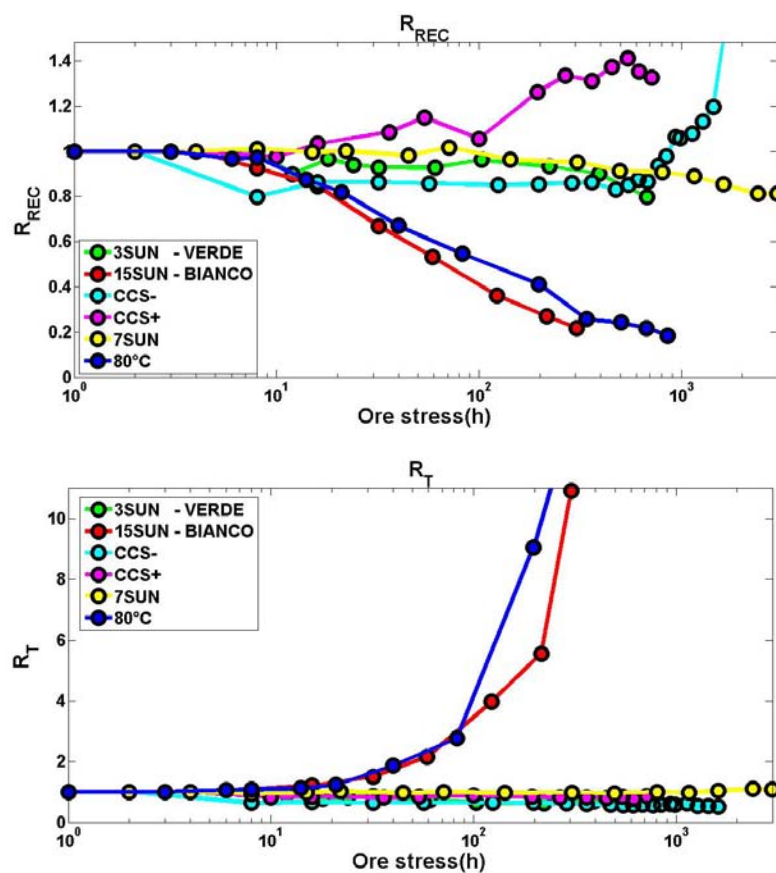 R_REC
1.4
1.2
1
0.8
0.6
0.4
0.2
0
R_REC
3SUN - VERDE
15SUN - BIANCO
CCS-
CCS+
7SUN
80°C
10^0
10^1
10^2
10^3
Ore stress(h)
R_T
10
8
6
4
2
0
R_T
3SUN - VERDE
15SUN - BIANCO
CCS-
CCS+
7SUN
80°C
10^0
10^1
10^2
10^3
Ore stress(h)